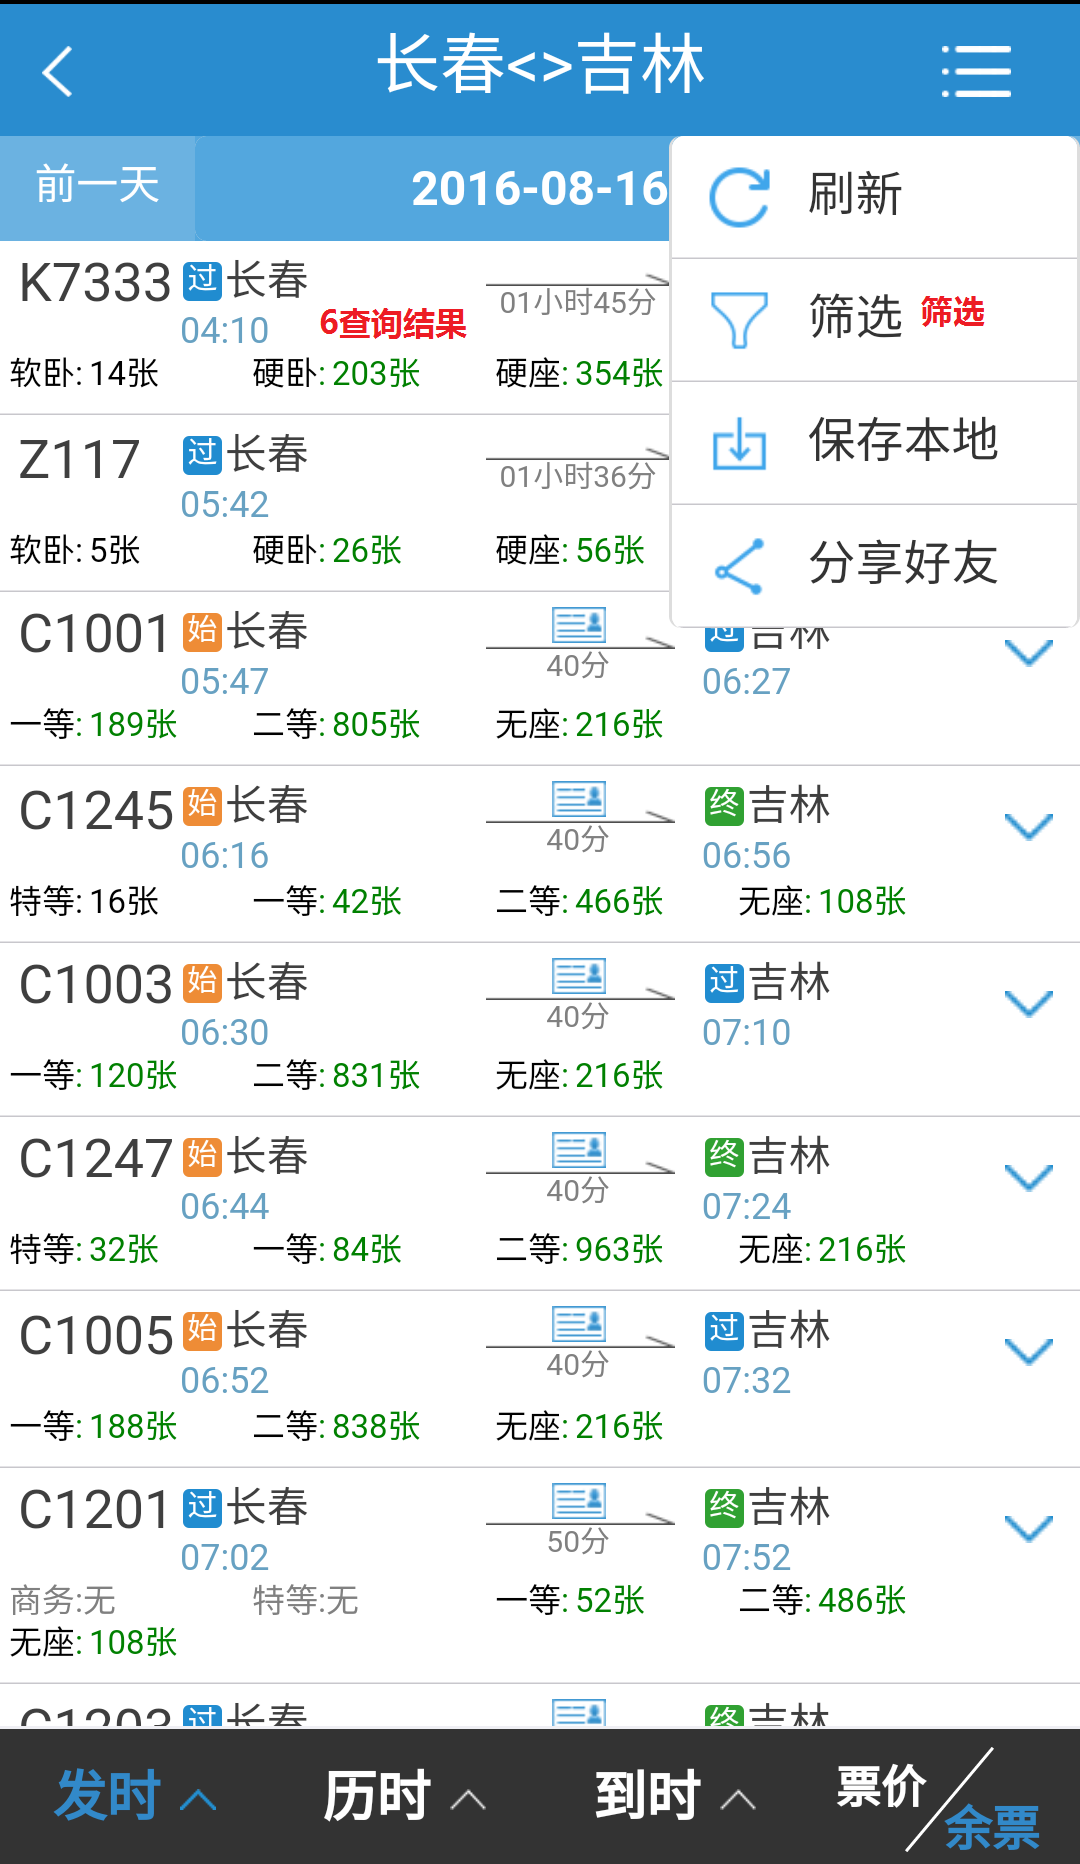 长春<>吉林
前一天
2016-08-16
刷新
筛选 筛选
保存本地
分享好友
K7333 过 长春
01小时45分
04:10
6查询结果
软卧: 14张 硬卧: 203张 硬座: 354张
Z117 过 长春
01小时36分
05:42
软卧: 5张 硬卧: 26张 硬座: 56张
C1001 始 长春 过 吉林
05:47 40分 06:27
一等: 189张 二等: 805张 无座: 216张
C1245 始 长春 终 吉林
06:16 40分 06:56
特等: 16张 一等: 42张 二等: 466张 无座: 108张
C1003 始 长春 过 吉林
06:30 40分 07:10
一等: 120张 二等: 831张 无座: 216张
C1247 始 长春 终 吉林
06:44 40分 07:24
特等: 32张 一等: 84张 二等: 963张 无座: 216张
C1005 始 长春 过 吉林
06:52 40分 07:32
一等: 188张 二等: 838张 无座: 216张
C1201 过 长春 终 吉林
07:02 50分 07:52
商务:无 特等:无 一等: 52张 二等: 486张
无座: 108张
C1203 过 长春 终 吉林
发时 历时 到时 票价/余票